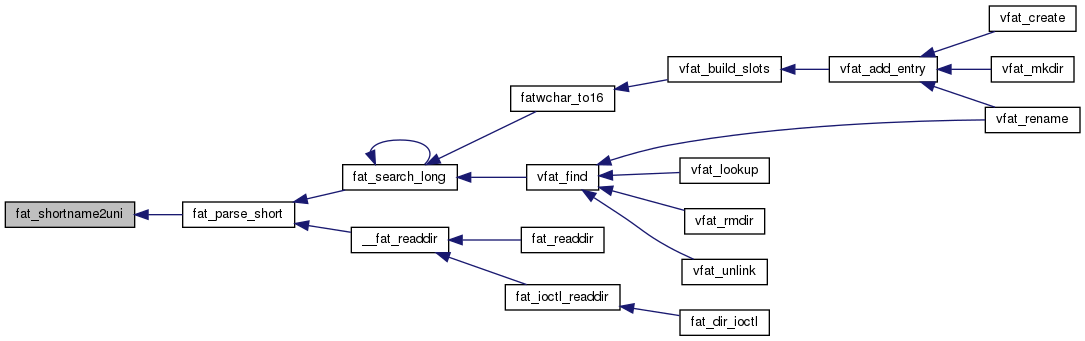 vfat_create
vfat_build_slots
vfat_add_entry
vfat_mkdir
fatwchar_to16
vfat_rename
fat_search_long
vfat_find
vfat_lookup
fat_shortname2uni
fat_parse_short
vfat_rmdir
__fat_readdir
fat_readdir
vfat_unlink
fat_ioctl_readdir
fat_dir_ioctl